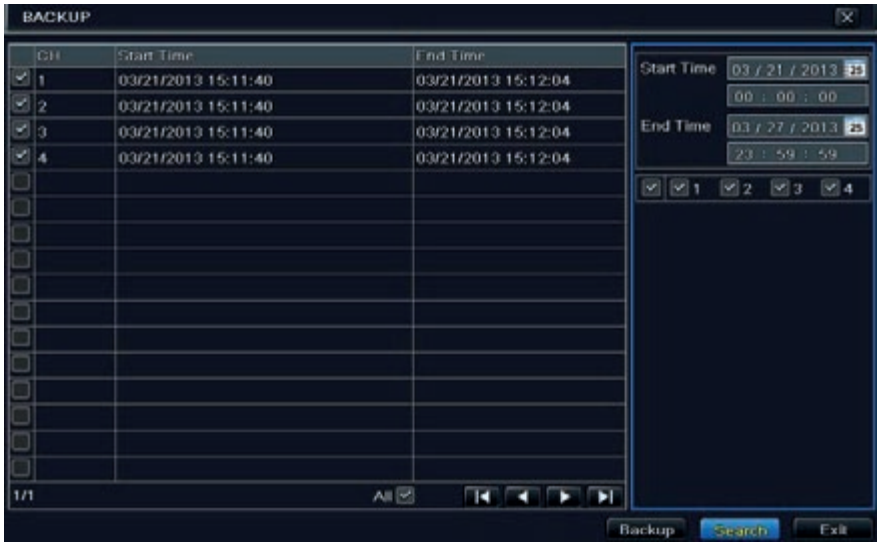 BACKUP
CH Start Time End Time
1 03/21/2013 15:11:40 03/21/2013 15:12:04
2 03/21/2013 15:11:40 03/21/2013 15:12:04
3 03/21/2013 15:11:40 03/21/2013 15:12:04
4 03/21/2013 15:11:40 03/21/2013 15:12:04
1/1 All
Start Time 03 / 21 / 2013 25
00 : 00 : 00
End Time 03 / 27 / 2013 25
23 : 59 : 59
1 2 3 4
Backup Search Exit